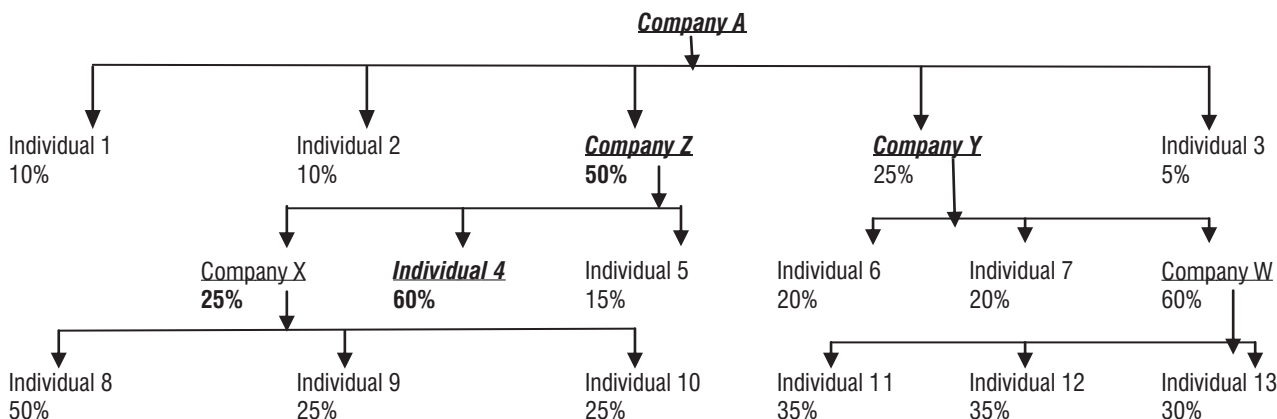 Company A
Individual 1
10%
Individual 2
10%
Company Z
50%
Company Y
25%
Individual 3
5%
Company X
25%
Individual 4
60%
Individual 5
15%
Individual 6
20%
Individual 7
20%
Company W
60%
Individual 8
50%
Individual 9
25%
Individual 10
25%
Individual 11
35%
Individual 12
35%
Individual 13
30%